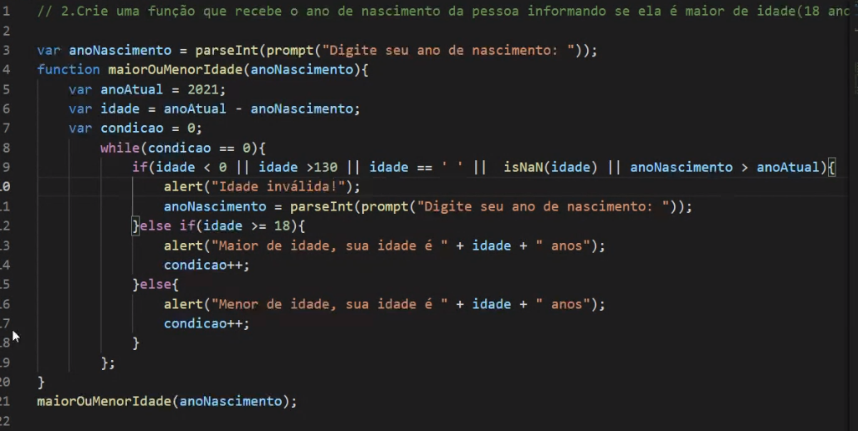 1 // 2.Crie uma função que recebe o ano de nascimento da pessoa informando se ela é maior de idade(18 ano
2
3 var anoNascimento = parseInt(prompt("Digite seu ano de nascimento: "));
4 function maiorOuMenorIdade(anoNascimento){
5     var anoAtual = 2021;
6     var idade = anoAtual - anoNascimento;
7     var condicao = 0;
8         while(condicao == 0){
9             if(idade < 0 || idade >130 || idade == ' ' ||  isNaN(idade) || anoNascimento > anoAtual){
10                 alert("Idade inválida!");
11                 anoNascimento = parseInt(prompt("Digite seu ano de nascimento: "));
12             }else if(idade >= 18){
13                 alert("Maior de idade, sua idade é " + idade + " anos");
14                 condicao++;
15             }else{
16                 alert("Menor de idade, sua idade é " + idade + " anos");
17                 condicao++;
18             }
19         };
20 }
21 maiorOuMenorIdade(anoNascimento);
22